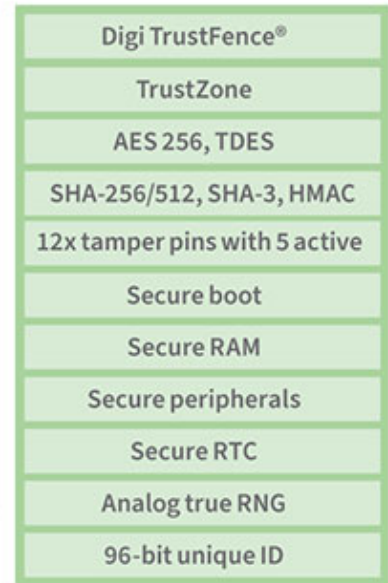 Digi TrustFence®
TrustZone
AES 256, TDES
SHA-256/512, SHA-3, HMAC
12x tamper pins with 5 active
Secure boot
Secure RAM
Secure peripherals
Secure RTC
Analog true RNG
96-bit unique ID